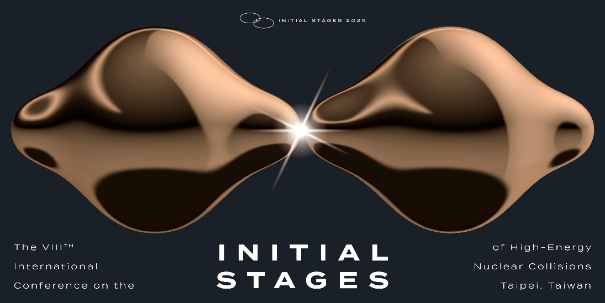 INITIAL STAGES 2025
The VIIIᵀᴴ
International
Conference on the
INITIAL
STAGES
of High-Energy
Nuclear Collisions
Taipei, Taiwan